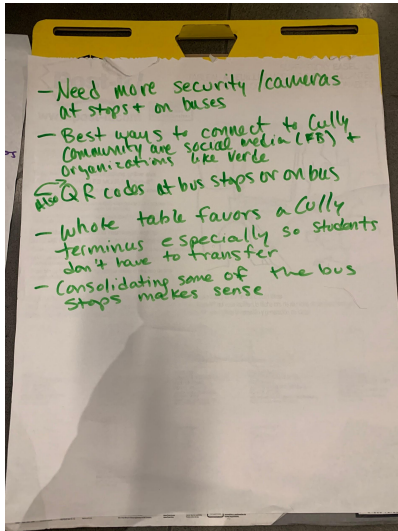 - Need more security/cameras
at stops + on buses
- Best ways to connect to Cully
Community are social media (FB) +
organizations like Verde
Also QR codes at bus stops or on bus
- Whole table favors a Cully
terminus especially so students
don't have to transfer
- Consolidating some of the bus
stops makes sense